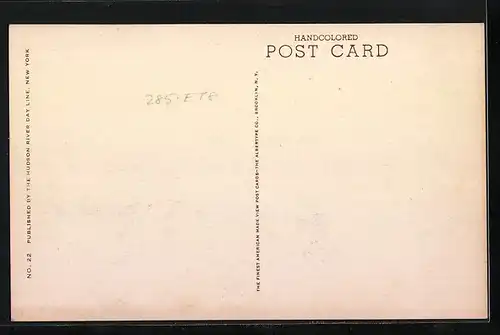 HANDCOLORED
POST CARD
285-ET8
NO. 22 PUBLISHED BY THE HUDSON RIVER DAY LINE, NEW YORK
THE FINEST AMERICAN MADE VIEW POST CARDS—THE ALBERTYPE CO., BROOKLYN, N. Y.